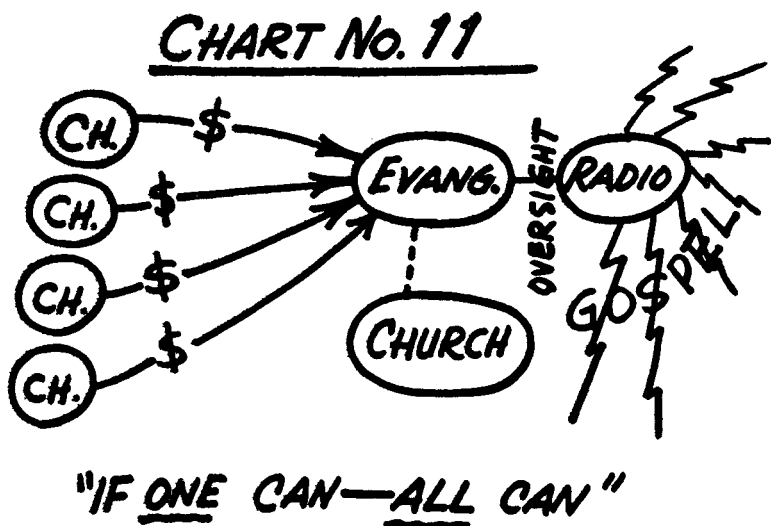 CHART No. 11
CH. $
CH. $
CH. $
CH. $
EVANG.
OVERSIGHT
RADIO
GOSPEL
CHURCH
"IF ONE CAN—ALL CAN"